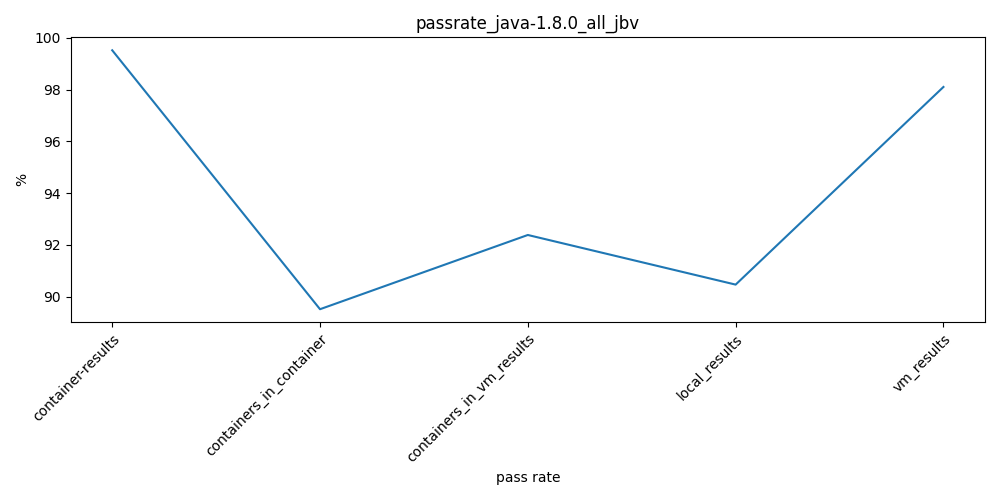 passrate_java-1.8.0_all_jbv
100
98
96
94
92
90
%
container-results
containers_in_container
containers_in_vm_results
local_results
vm_results
pass rate